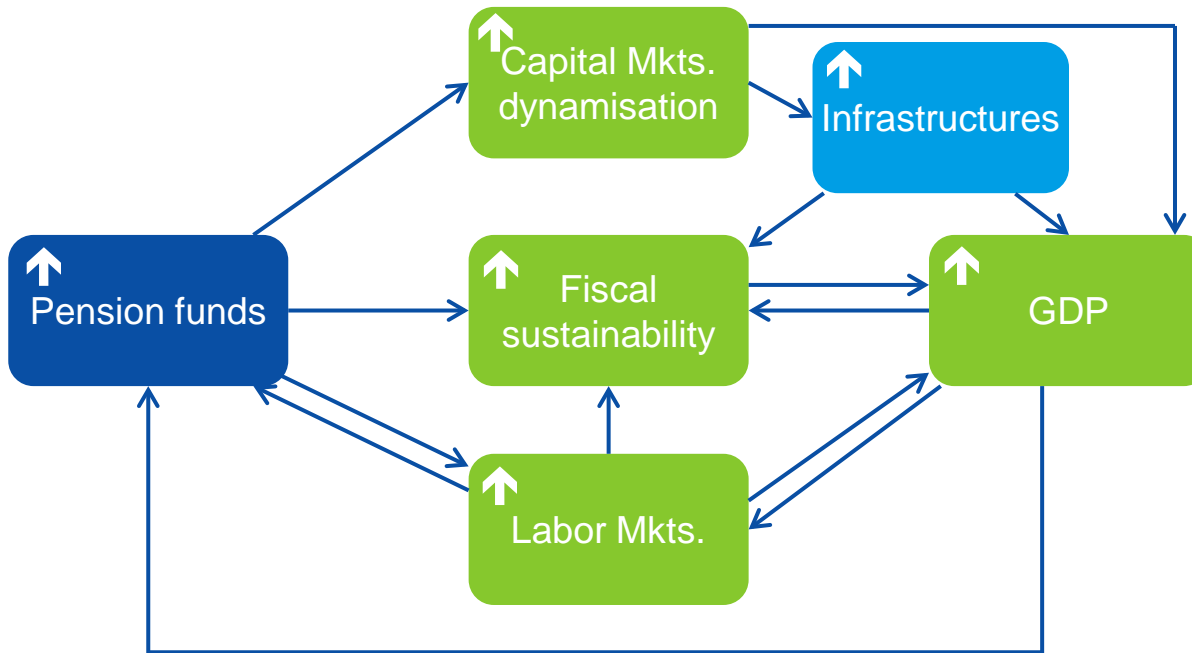 Capital Mkts.
dynamisation
Infrastructures
Pension funds
Fiscal
sustainability
GDP
Labor Mkts.